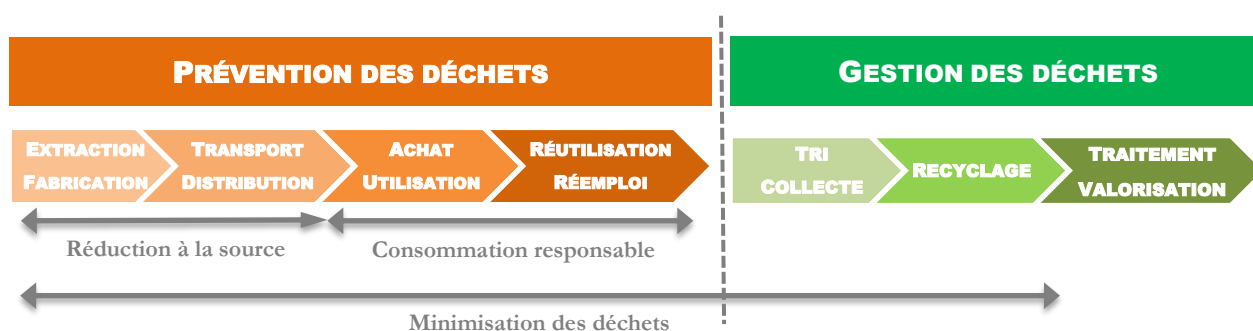 PRÉVENTION DES DÉCHETS
GESTION DES DÉCHETS
EXTRACTION
FABRICATION
TRANSPORT
DISTRIBUTION
ACHAT
UTILISATION
RÉUTILISATION
RÉEMPLOI
TRI
COLLECTE
RECYCLAGE
TRAITEMENT
VALORISATION
Réduction à la source
Consommation responsable
Minimisation des déchets